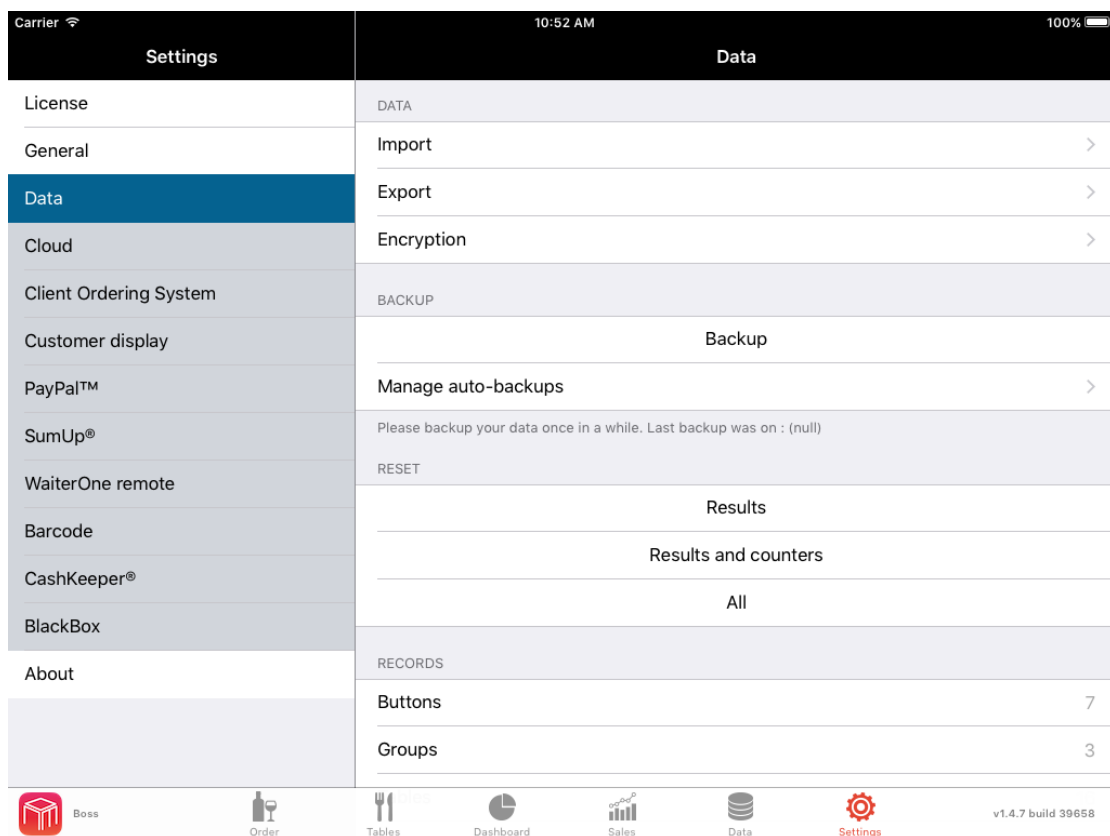 Carrier 10:52 AM 100%
Settings
Data
License
General
Data
Cloud
Client Ordering System
Customer display
PayPal™
SumUp®
WaiterOne remote
Barcode
CashKeeper®
BlackBox
About
DATA
Import
Export
Encryption
BACKUP
Backup
Manage auto-backups
Please backup your data once in a while. Last backup was on : (null)
RESET
Results
Results and counters
All
RECORDS
Buttons 7
Groups 3
Boss
Order
Tables
Dashboard
Sales
Data
Settings
v1.4.7 build 39658